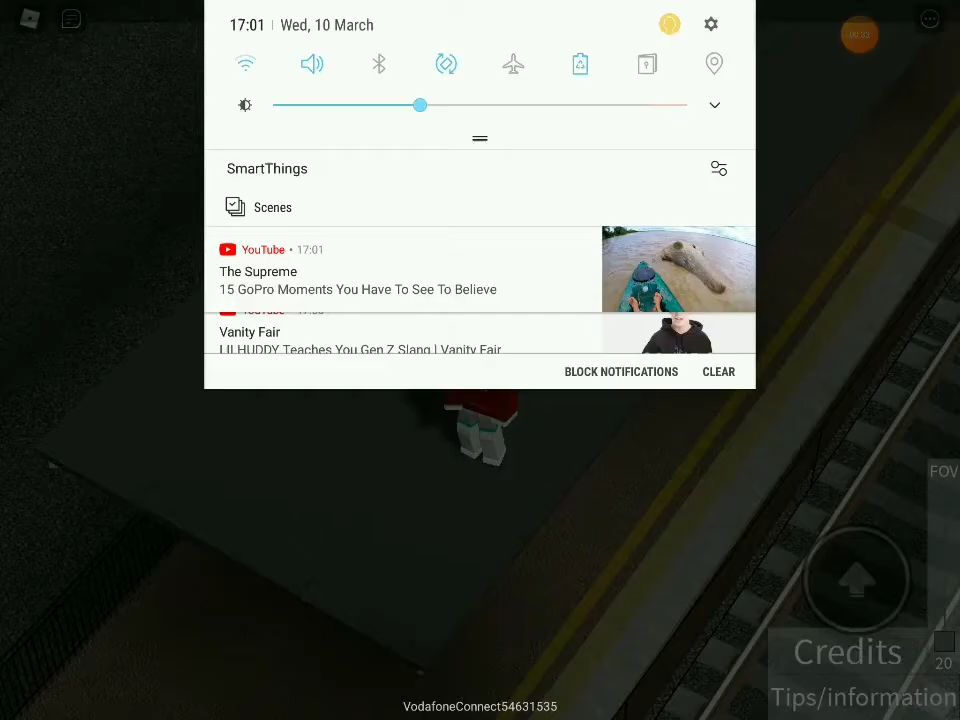 17:01 | Wed, 10 March
SmartThings
Scenes
YouTube • 17:01
The Supreme
15 GoPro Moments You Have To See To Believe
YouTube
Vanity Fair
LILHUDDY Teaches You Gen Z Slang | Vanity Fair
BLOCK NOTIFICATIONS CLEAR
FOV
20
Credits
Tips/information
VodafoneConnect54631535